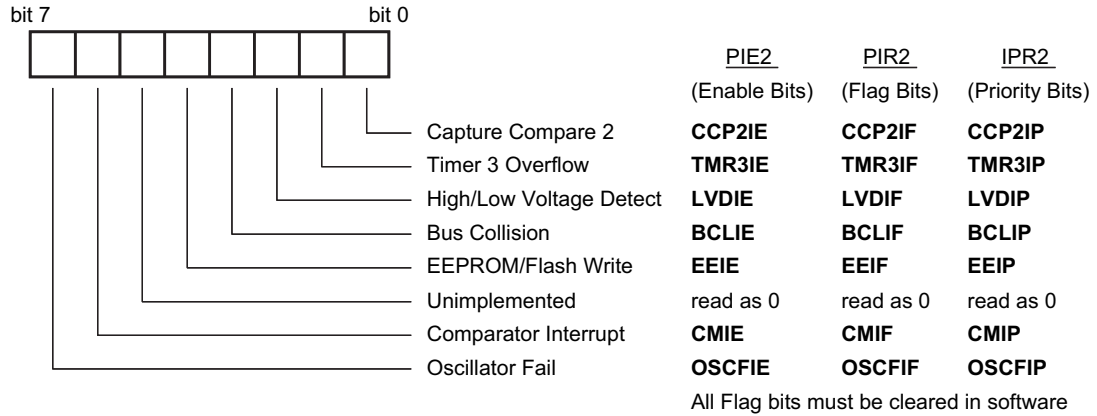 bit 7 bit 0
PIE2 PIR2 IPR2
(Enable Bits) (Flag Bits) (Priority Bits)
Capture Compare 2 CCP2IE CCP2IF CCP2IP
Timer 3 Overflow TMR3IE TMR3IF TMR3IP
High/Low Voltage Detect LVDIE LVDIF LVDIP
Bus Collision BCLIE BCLIF BCLIP
EEPROM/Flash Write EEIE EEIF EEIP
Unimplemented read as 0 read as 0 read as 0
Comparator Interrupt CMIE CMIF CMIP
Oscillator Fail OSCFIE OSCFIF OSCFIP
All Flag bits must be cleared in software